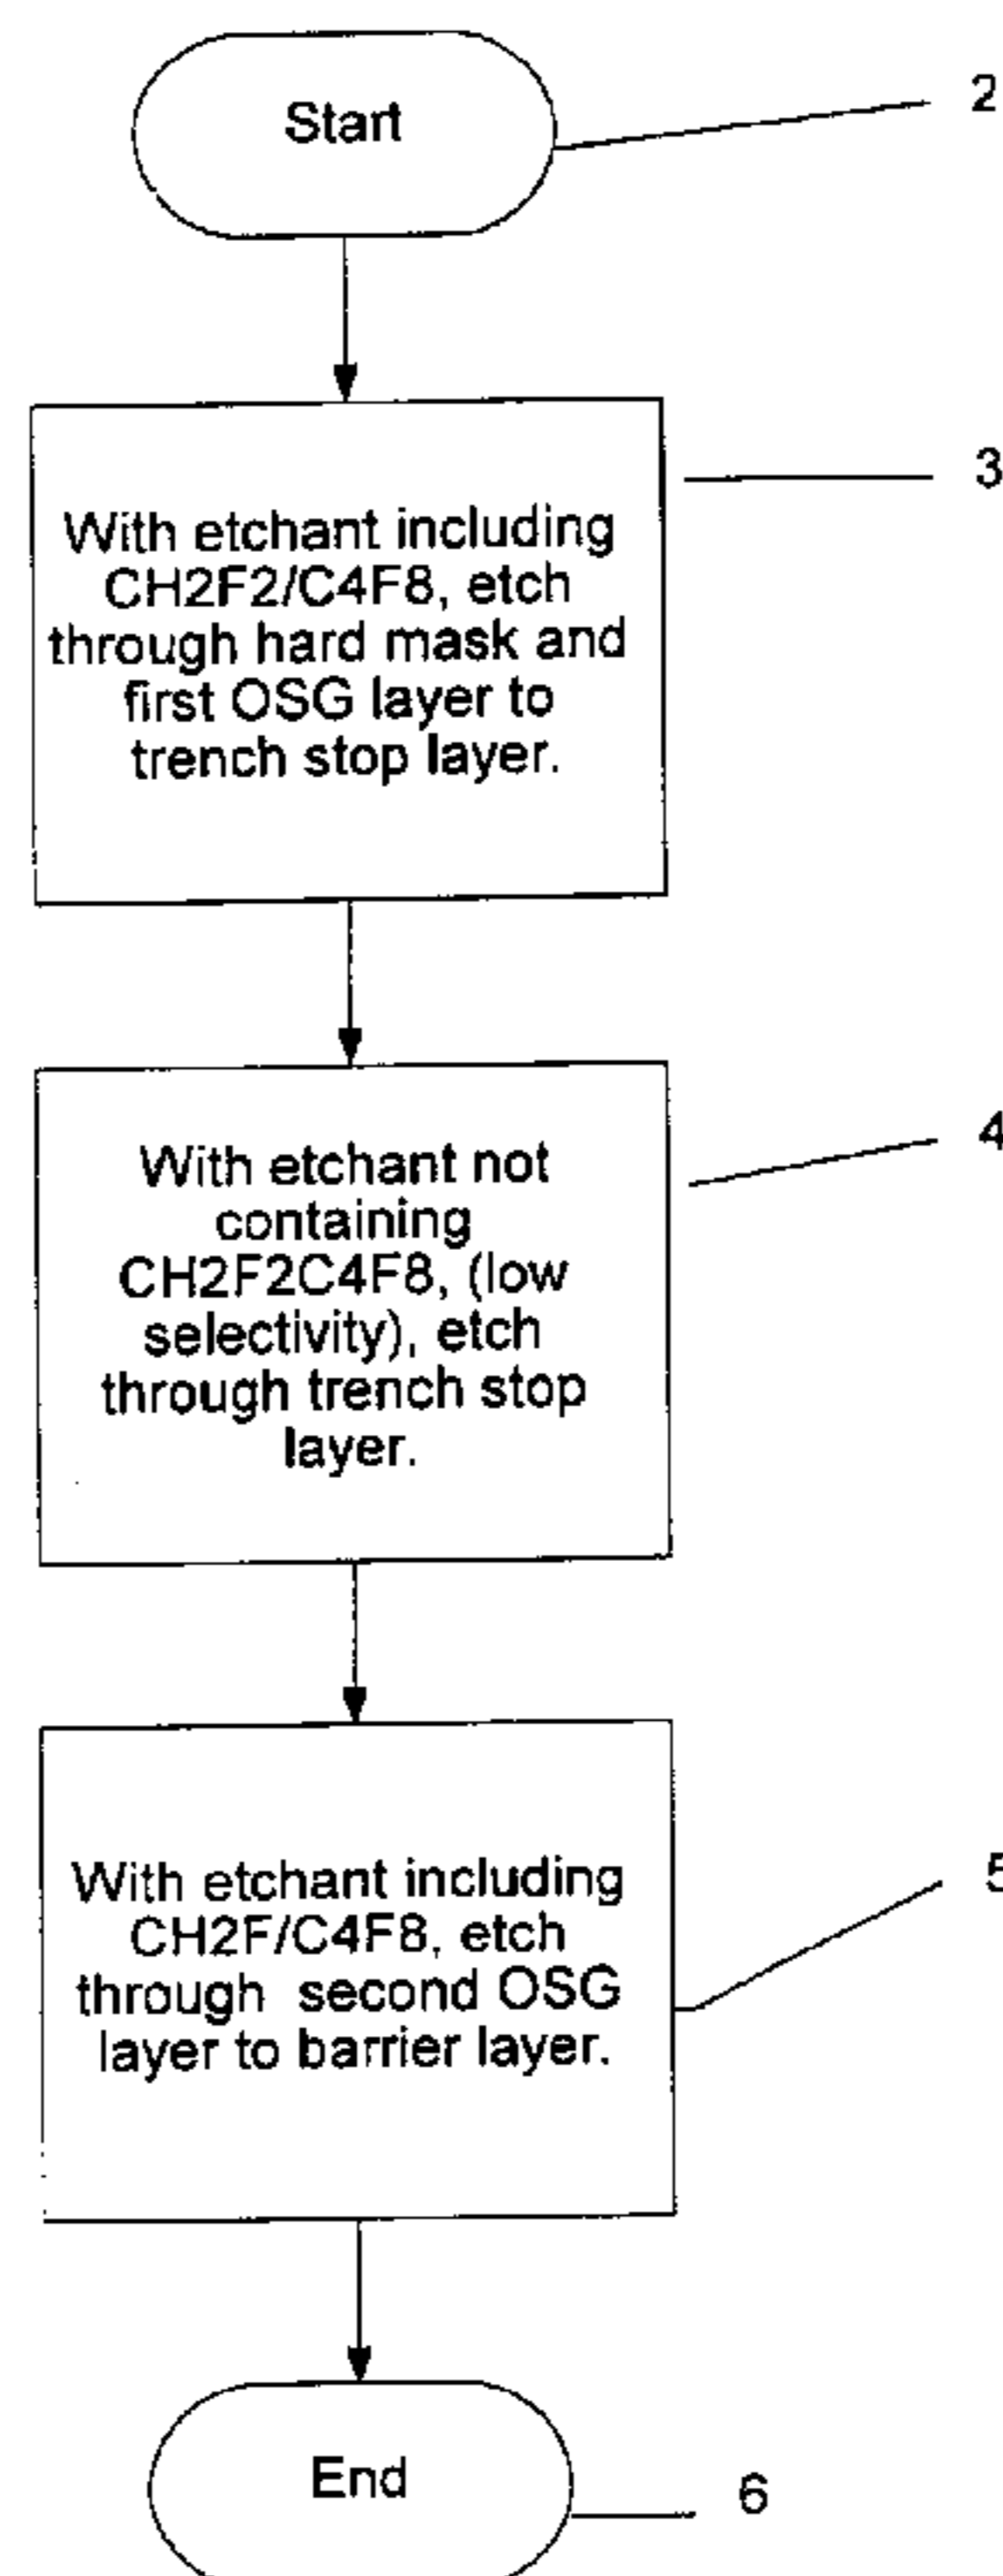 Start
2
With etchant including
CH2F2/C4F8, etch
through hard mask and
first OSG layer to
trench stop layer.
3
With etchant not
containing
CH2F2C4F8, (low
selectivity), etch
through trench stop
layer.
4
With etchant including
CH2F/C4F8, etch
through second OSG
layer to barrier layer.
5
End
6